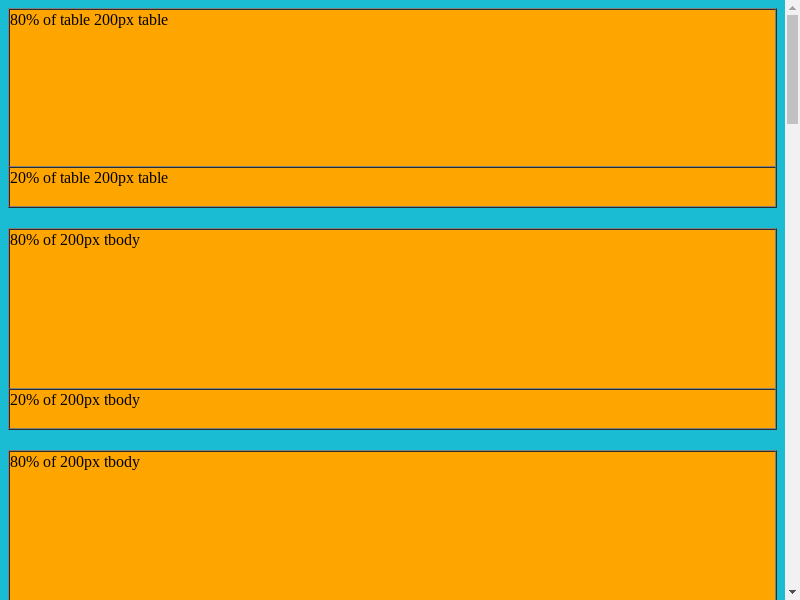 80% of table 200px table
20% of table 200px table
80% of 200px tbody
20% of 200px tbody
80% of 200px tbody